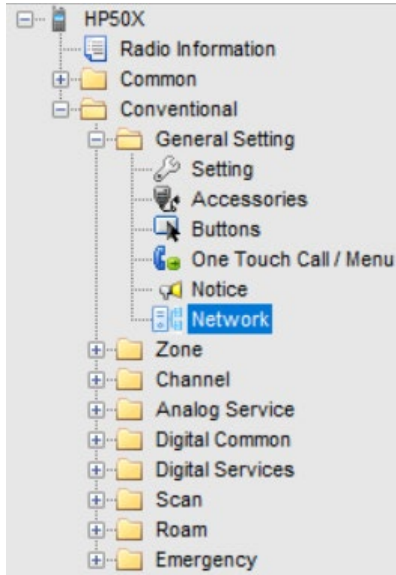 HP50X
Radio Information
Common
Conventional
General Setting
Setting
Accessories
Buttons
One Touch Call / Menu
Notice
Network
Zone
Channel
Analog Service
Digital Common
Digital Services
Scan
Roam
Emergency